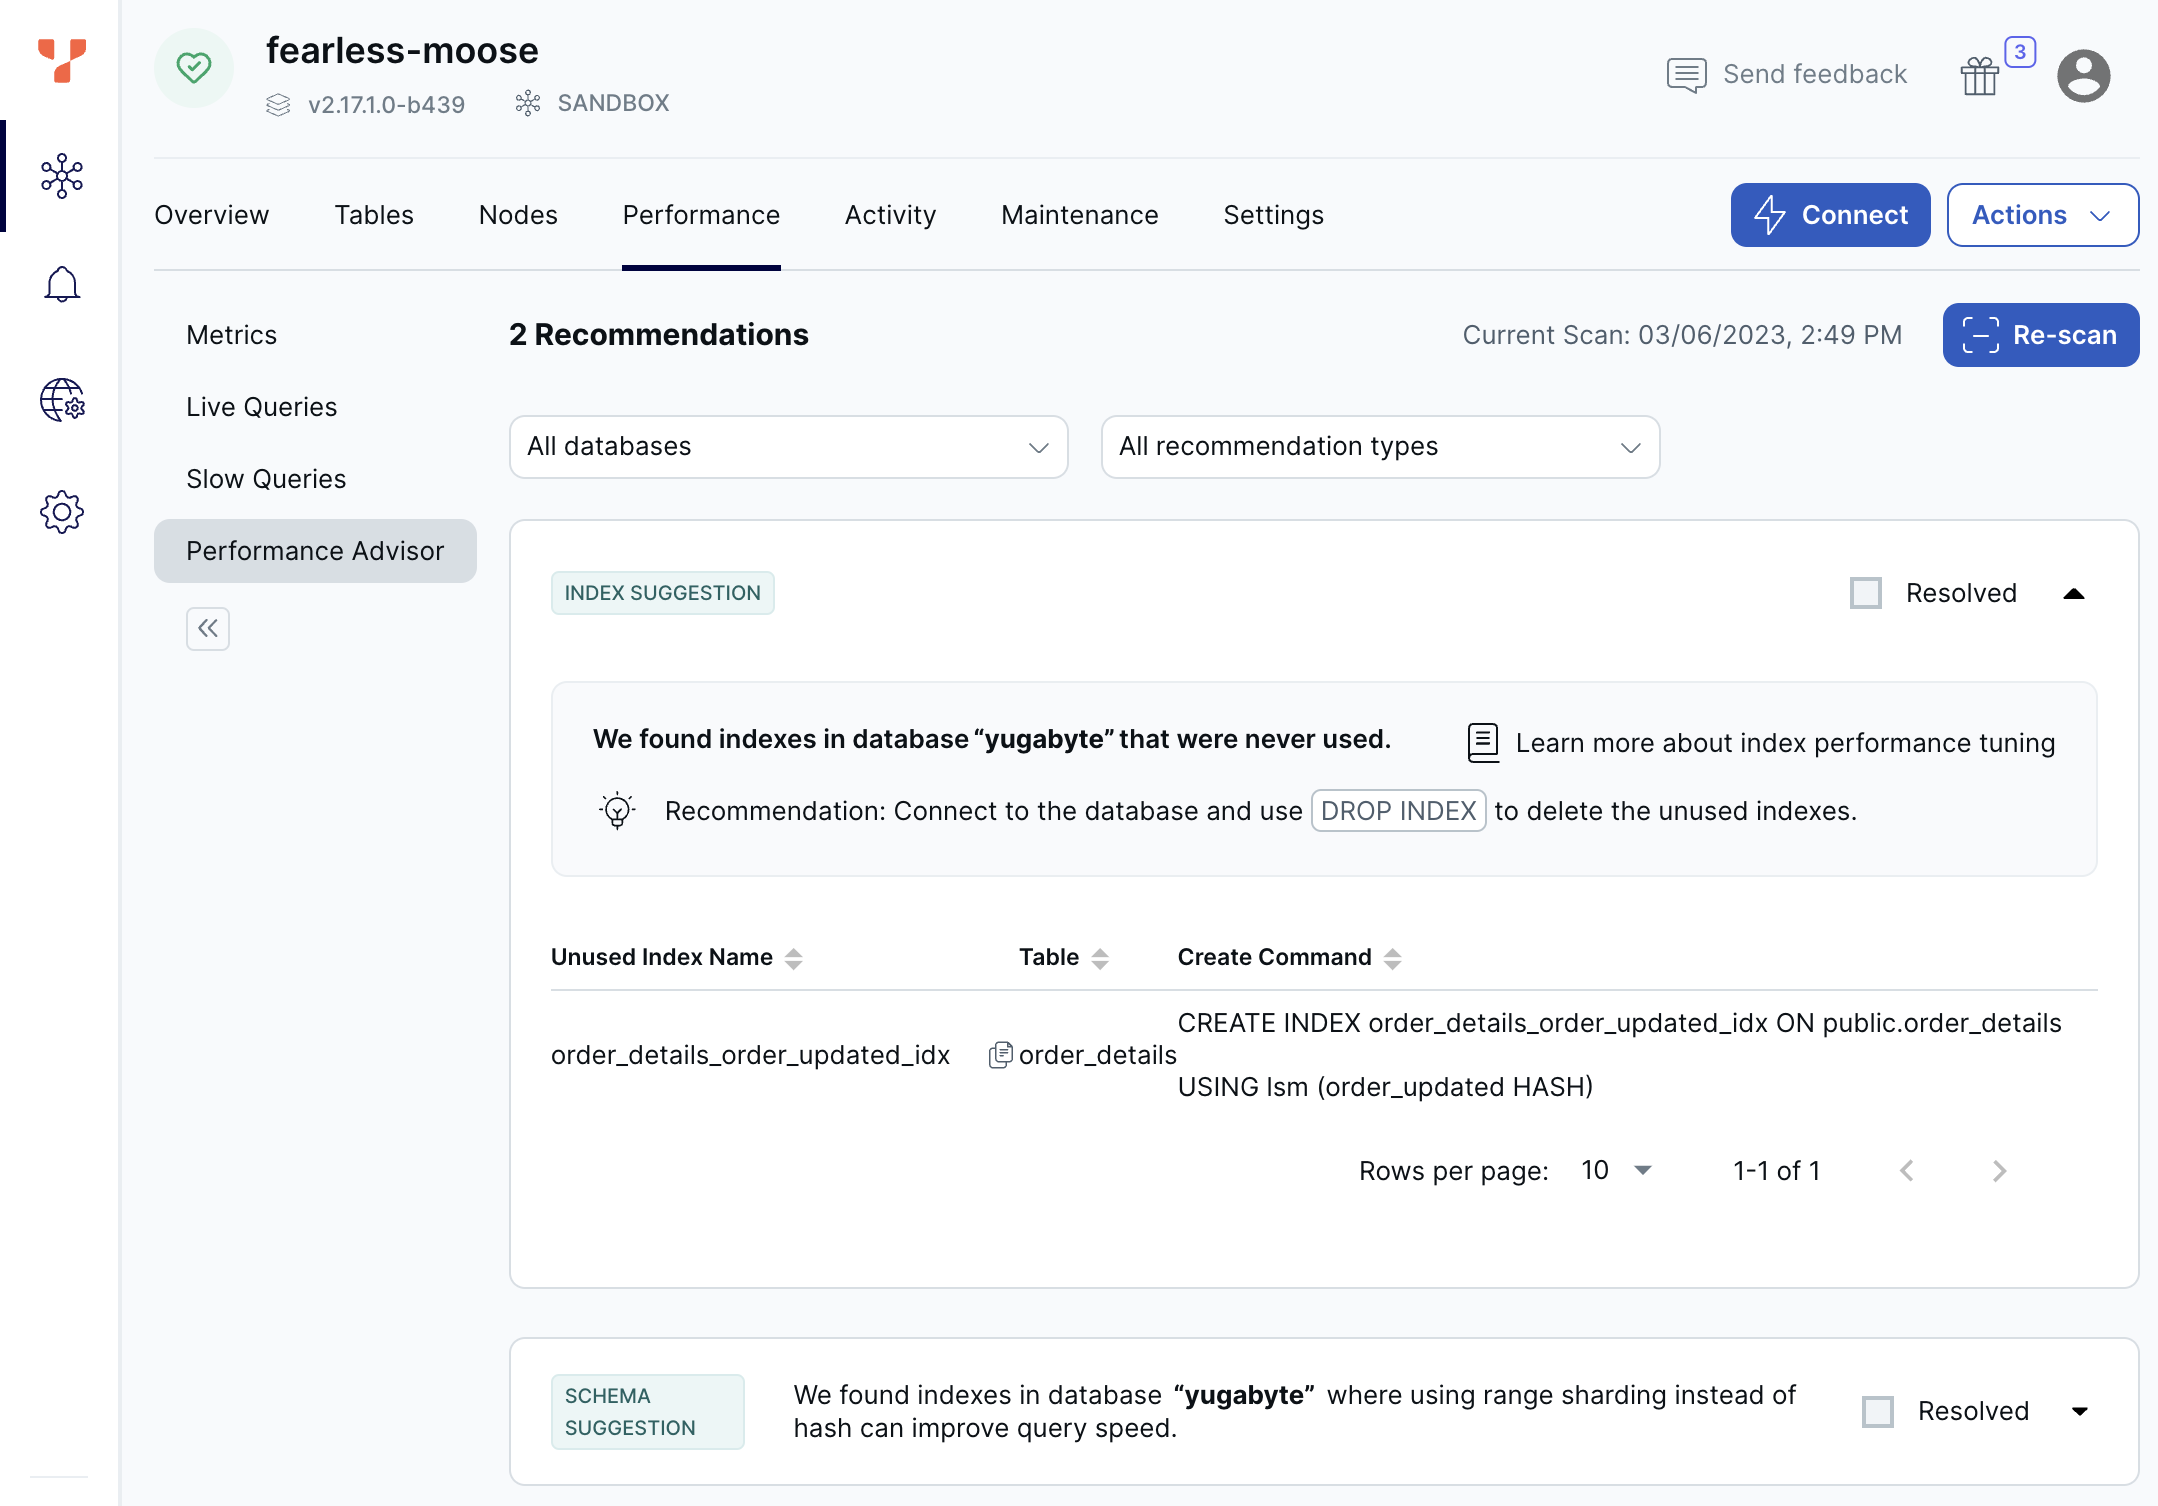 fearless-moose
v2.17.1.0-b439
SANDBOX
Send feedback
3
Overview
Tables
Nodes
Performance
Activity
Maintenance
Settings
Connect
Actions
Metrics
Live Queries
Slow Queries
Performance Advisor
2 Recommendations
Current Scan: 03/06/2023, 2:49 PM
Re-scan
All databases
All recommendation types
INDEX SUGGESTION
Resolved
We found indexes in database “yugabyte” that were never used.
Learn more about index performance tuning
Recommendation: Connect to the database and use DROP INDEX to delete the unused indexes.
Unused Index Name
Table
Create Command
order_details_order_updated_idx
order_details
CREATE INDEX order_details_order_updated_idx ON public.order_details
USING lsm (order_updated HASH)
Rows per page: 10
1-1 of 1
SCHEMA
SUGGESTION
We found indexes in database “yugabyte” where using range sharding instead of
hash can improve query speed.
Resolved